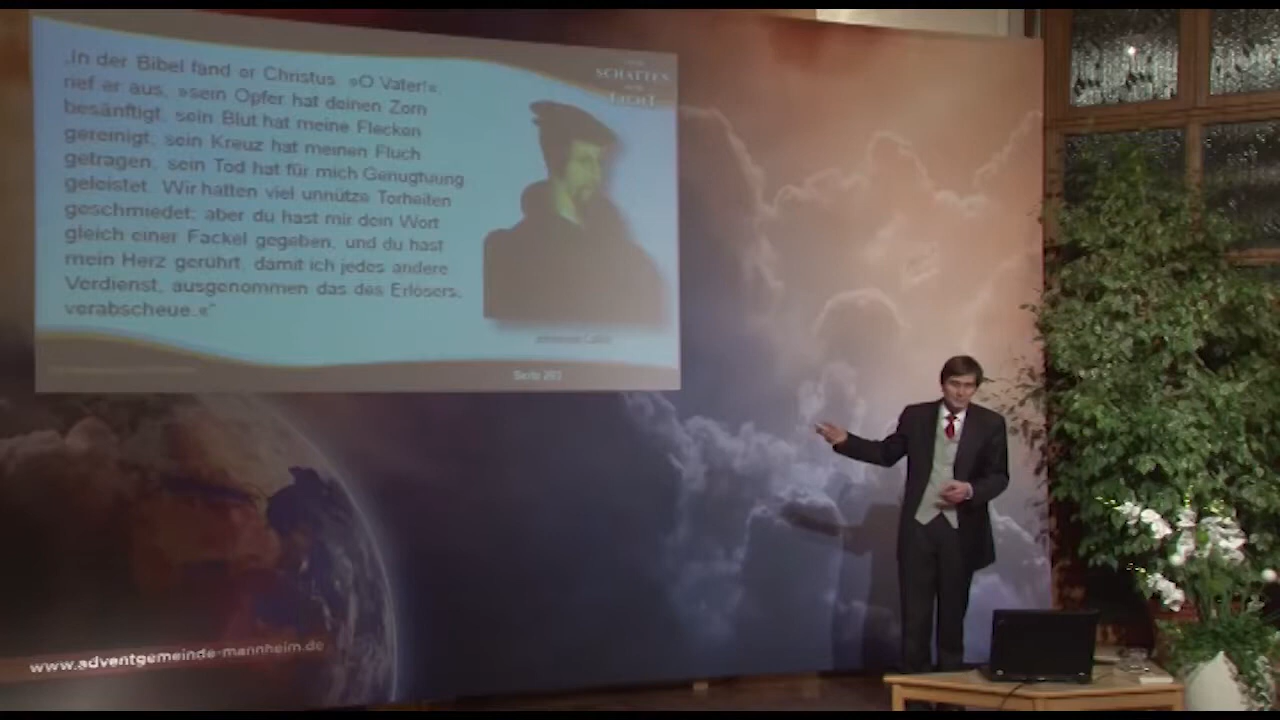 „In der Bibel fand er Christus. »O Vater!«,
rief er aus, »sein Opfer hat deinen Zorn
besänftigt; sein Blut hat meine Flecken
gereinigt; sein Kreuz hat meinen Fluch
getragen; sein Tod hat für mich Genugtuung
geleistet. Wir hatten viel unnütze Torheiten
geschmiedet; aber du hast mir dein Wort
gleich einer Fackel gegeben, und du hast
mein Herz gerührt, damit ich jedes andere
Verdienst, ausgenommen das des Erlösers,
verabscheue.«“
SCHATTEN
LICHT
Johannes Calvin
Seite
www.adventgemeinde-mannheim.de